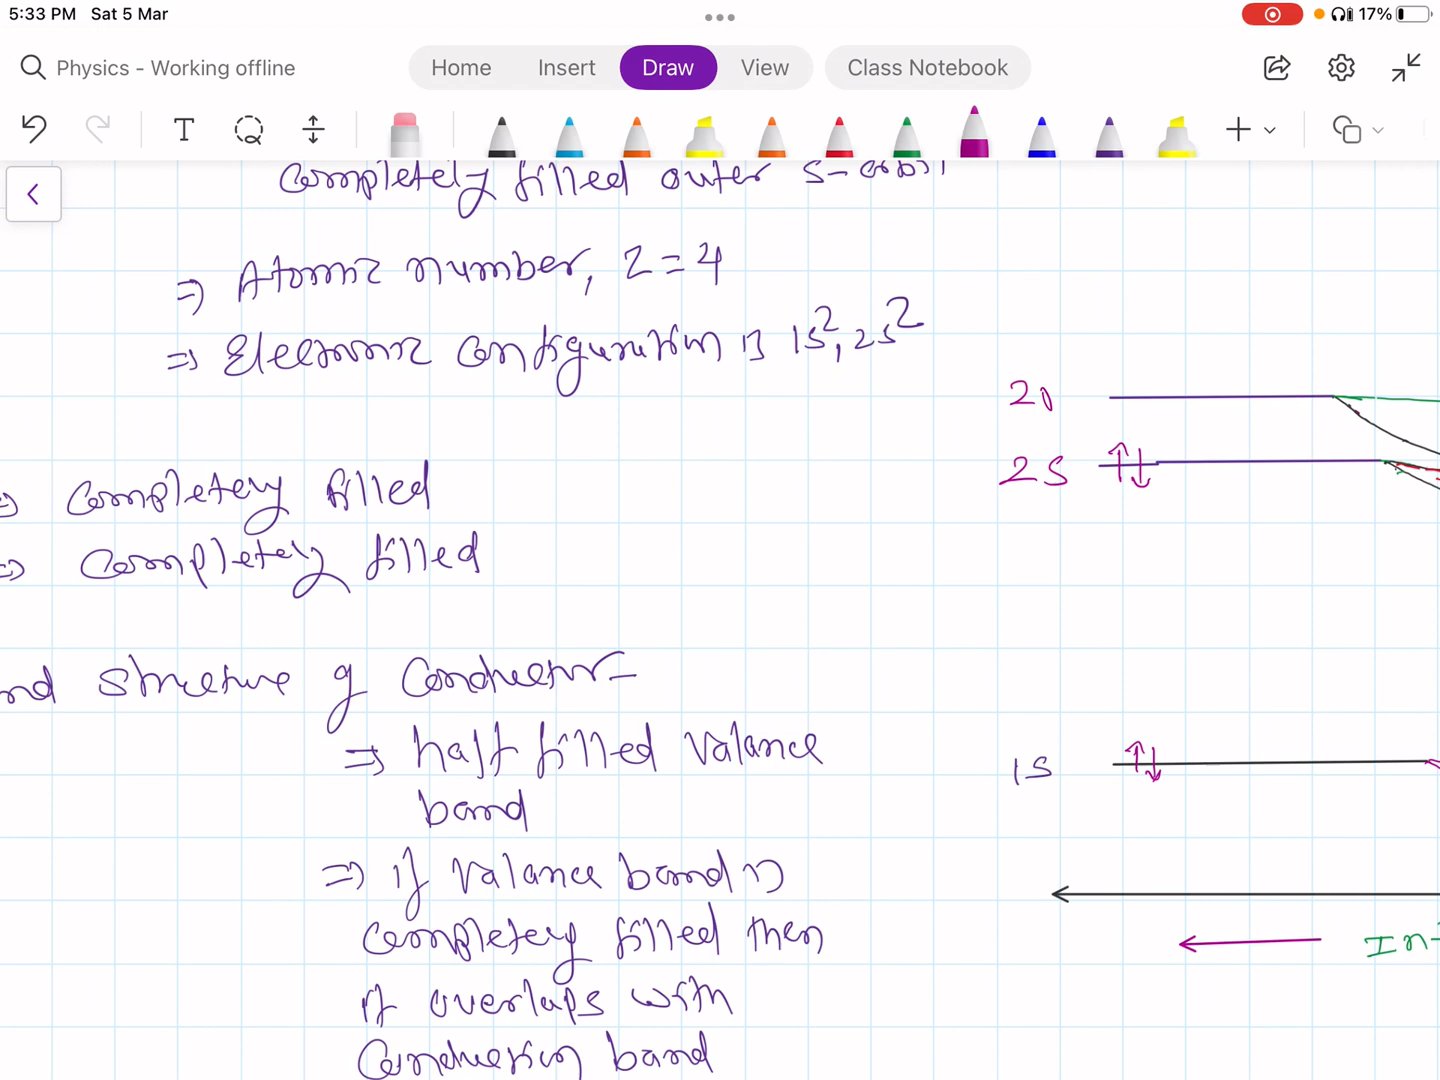 5:33 PM Sat 5 Mar
17%
Physics - Working offline
Home Insert Draw View Class Notebook
T
Completely filled outer s-
⇒ Atomic number, Z = 4
⇒ Electronic configuration is 1s², 2s²
⇒ Completely filled
⇒ Completely filled
nd structure of Conductor-
⇒ half filled Valance
band
⇒ if Valance band is
Completely filled then
it overlaps with
Conduction band
2p
2s ↑↓
1s ↑↓
In-